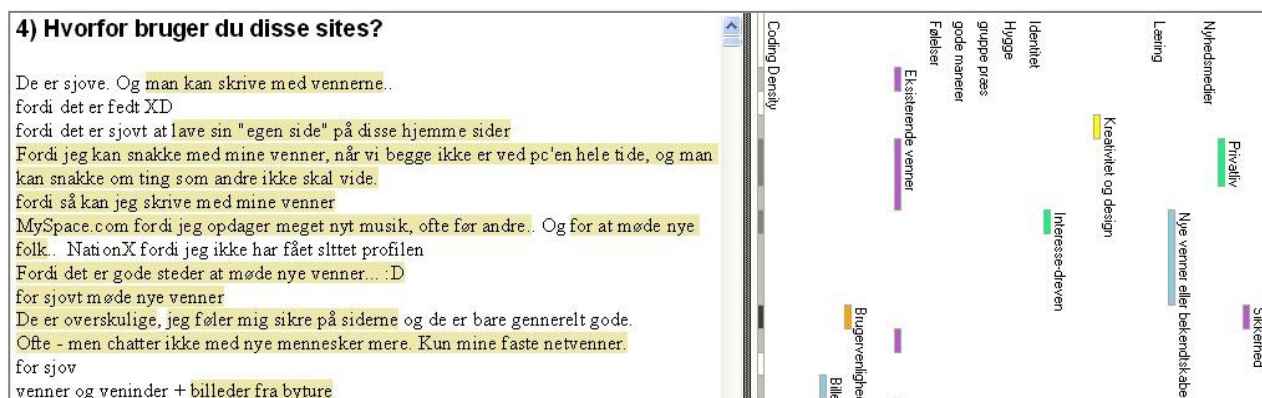 4) Hvorfor bruger du disse sites?
De er sjove. Og man kan skrive med vennerne..
fordi det er fedt XD
fordi det er sjovt at lave sin "egen side" på disse hjemme sider
Fordi jeg kan snakke med mine venner, når vi begge ikke er ved pc'en hele tide, og man
kan snakke om ting som andre ikke skal vide.
fordi så kan jeg skrive med mine venner
MySpace.com fordi jeg opdager meget nyt musik, ofte før andre.. Og for at møde nye
folk.. NationX fordi jeg ikke har fået slttet profilen
Fordi det er gode steder at møde nye venner... :D
for sjovt møde nye venner
De er overskulige, jeg føler mig sikre på siderne og de er bare gennerelt gode.
Ofte - men chatter ikke med nye mennesker mere. Kun mine faste netvenner.
for sjov
venner og veninder + billeder fra byture
Coding Density
Bille
Brugervenlighed
Eksisterende venner
Følelser
gode manerer
gruppe præs
Hygge
Identitet
Interesse-dreven
Kreativitet og design
Læring
Nye venner eller bekendtskabe
Nyhedsmedier
Privatliv
Sikkerhed